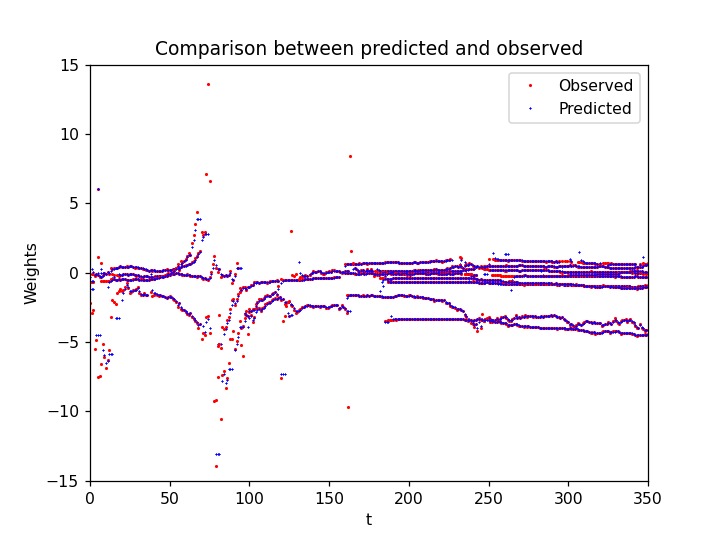 Comparison between predicted and observed
15
10
5
0
−5
−10
−15
Weights
Observed
Predicted
0 50 100 150 200 250 300 350
t